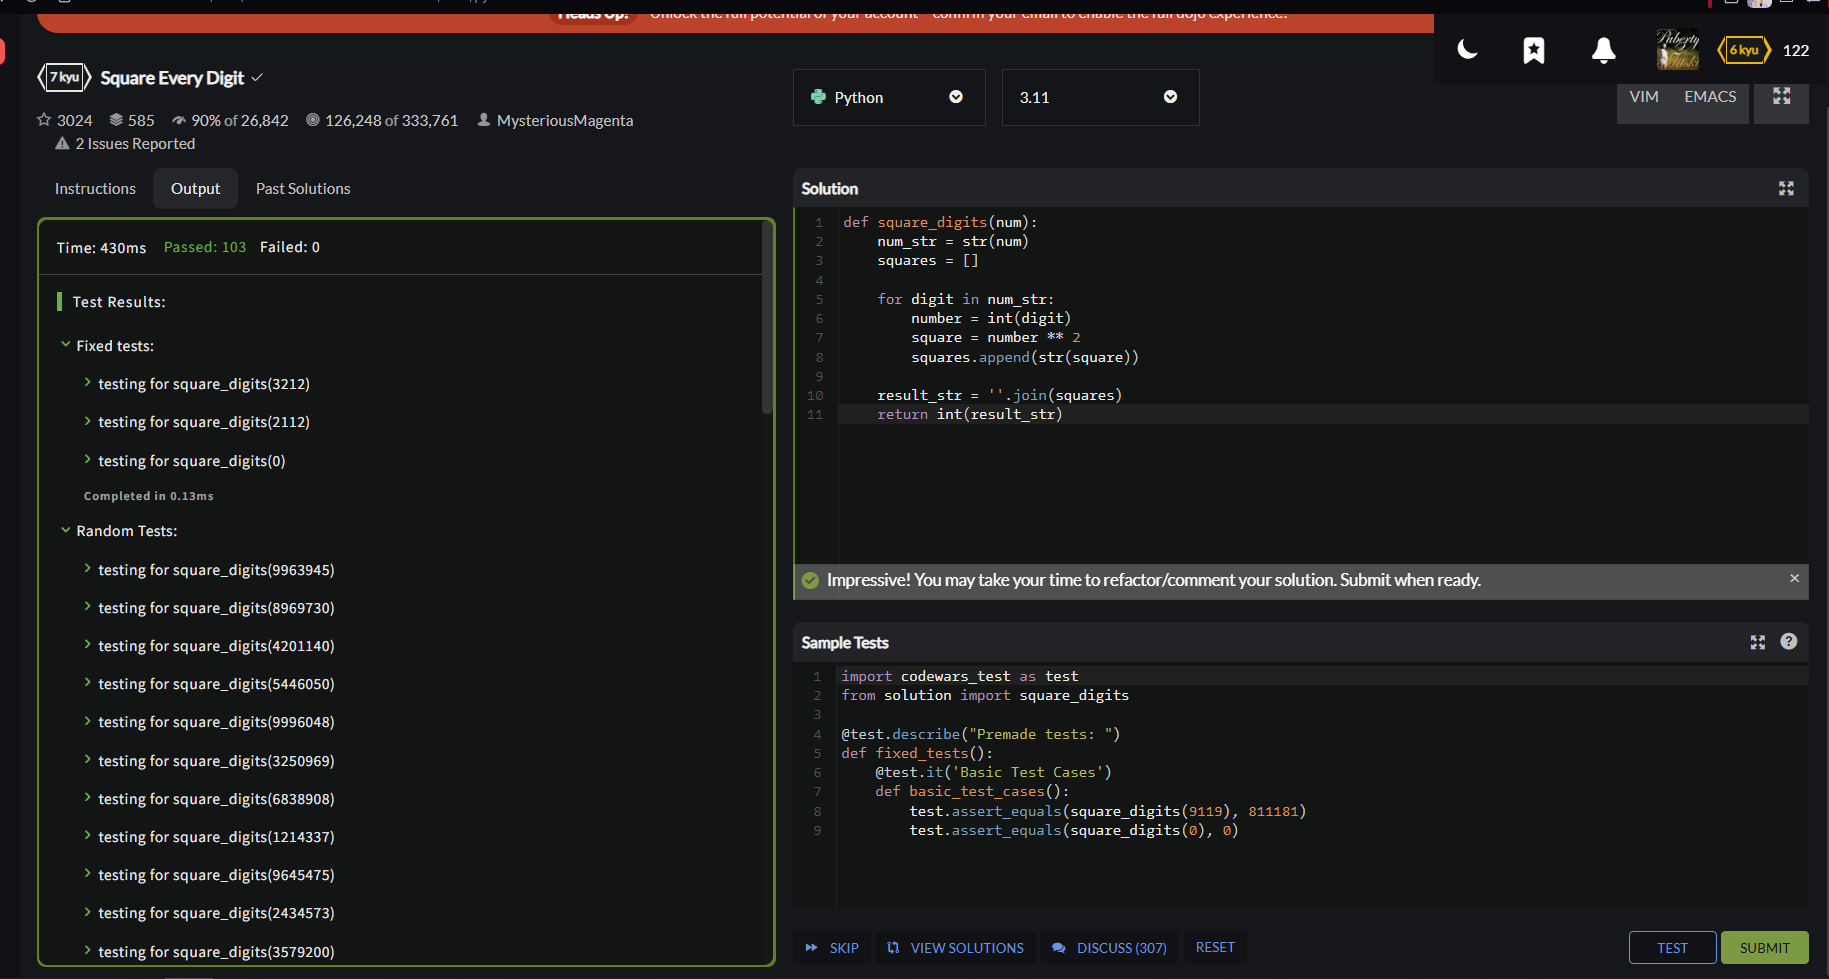 Heads Up! Unlock the full potential of your account - confirm your email to enable the full dojo experience.
6 kyu 122
7 kyu Square Every Digit
3024 585 90% of 26,842 126,248 of 333,761 MysteriousMagenta
2 Issues Reported
Python 3.11
VIM EMACS
Instructions Output Past Solutions
Time: 430ms Passed: 103 Failed: 0
Test Results:
Fixed tests:
testing for square_digits(3212)
testing for square_digits(2112)
testing for square_digits(0)
Completed in 0.13ms
Random Tests:
testing for square_digits(9963945)
testing for square_digits(8969730)
testing for square_digits(4201140)
testing for square_digits(5446050)
testing for square_digits(9996048)
testing for square_digits(3250969)
testing for square_digits(6838908)
testing for square_digits(1214337)
testing for square_digits(9645475)
testing for square_digits(2434573)
testing for square_digits(3579200)
Solution
1 def square_digits(num):
2     num_str = str(num)
3     squares = []
4
5     for digit in num_str:
6         number = int(digit)
7         square = number ** 2
8         squares.append(str(square))
9
10     result_str = ''.join(squares)
11     return int(result_str)
Impressive! You may take your time to refactor/comment your solution. Submit when ready.
Sample Tests
1 import codewars_test as test
2 from solution import square_digits
3
4 @test.describe("Premade tests: ")
5 def fixed_tests():
6     @test.it('Basic Test Cases')
7     def basic_test_cases():
8         test.assert_equals(square_digits(9119), 811181)
9         test.assert_equals(square_digits(0), 0)
SKIP VIEW SOLUTIONS DISCUSS (307) RESET
TEST SUBMIT